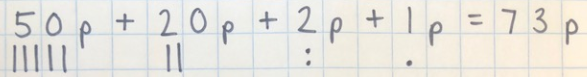 50p + 20p + 2p + 1p = 73p
||||| || : .